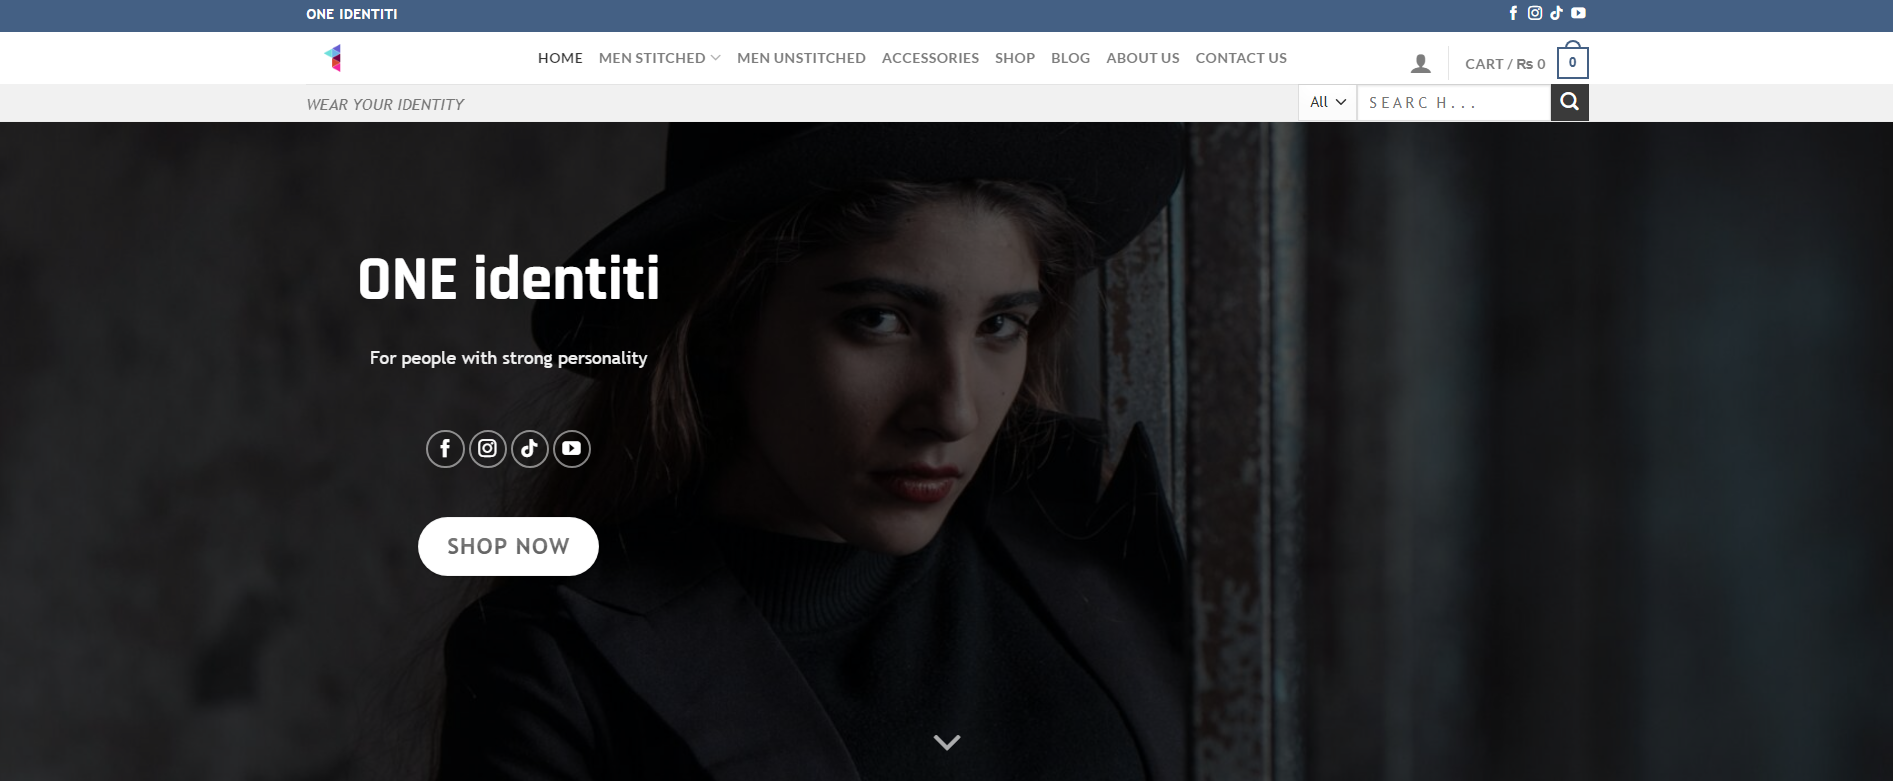 ONE IDENTITI
HOME MEN STITCHED MEN UNSTITCHED ACCESSORIES SHOP BLOG ABOUT US CONTACT US
CART / ₨ 0
0
WEAR YOUR IDENTITY
All
SEARCH...
ONE identiti
For people with strong personality
SHOP NOW